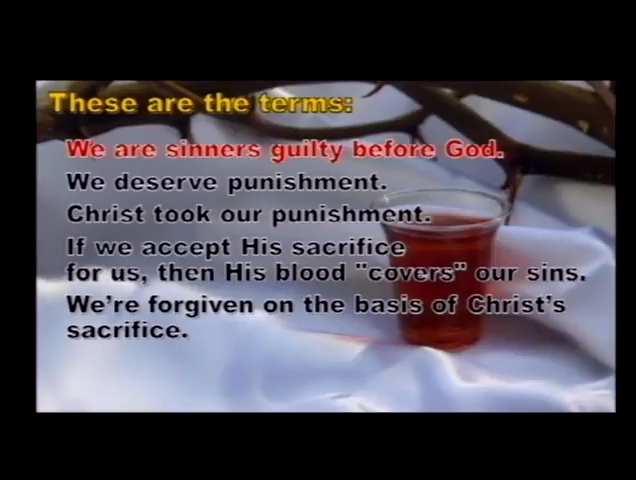 These are the terms:
We are sinners guilty before God.
We deserve punishment.
Christ took our punishment.
If we accept His sacrifice
for us, then His blood "covers" our sins.
We're forgiven on the basis of Christ's
sacrifice.